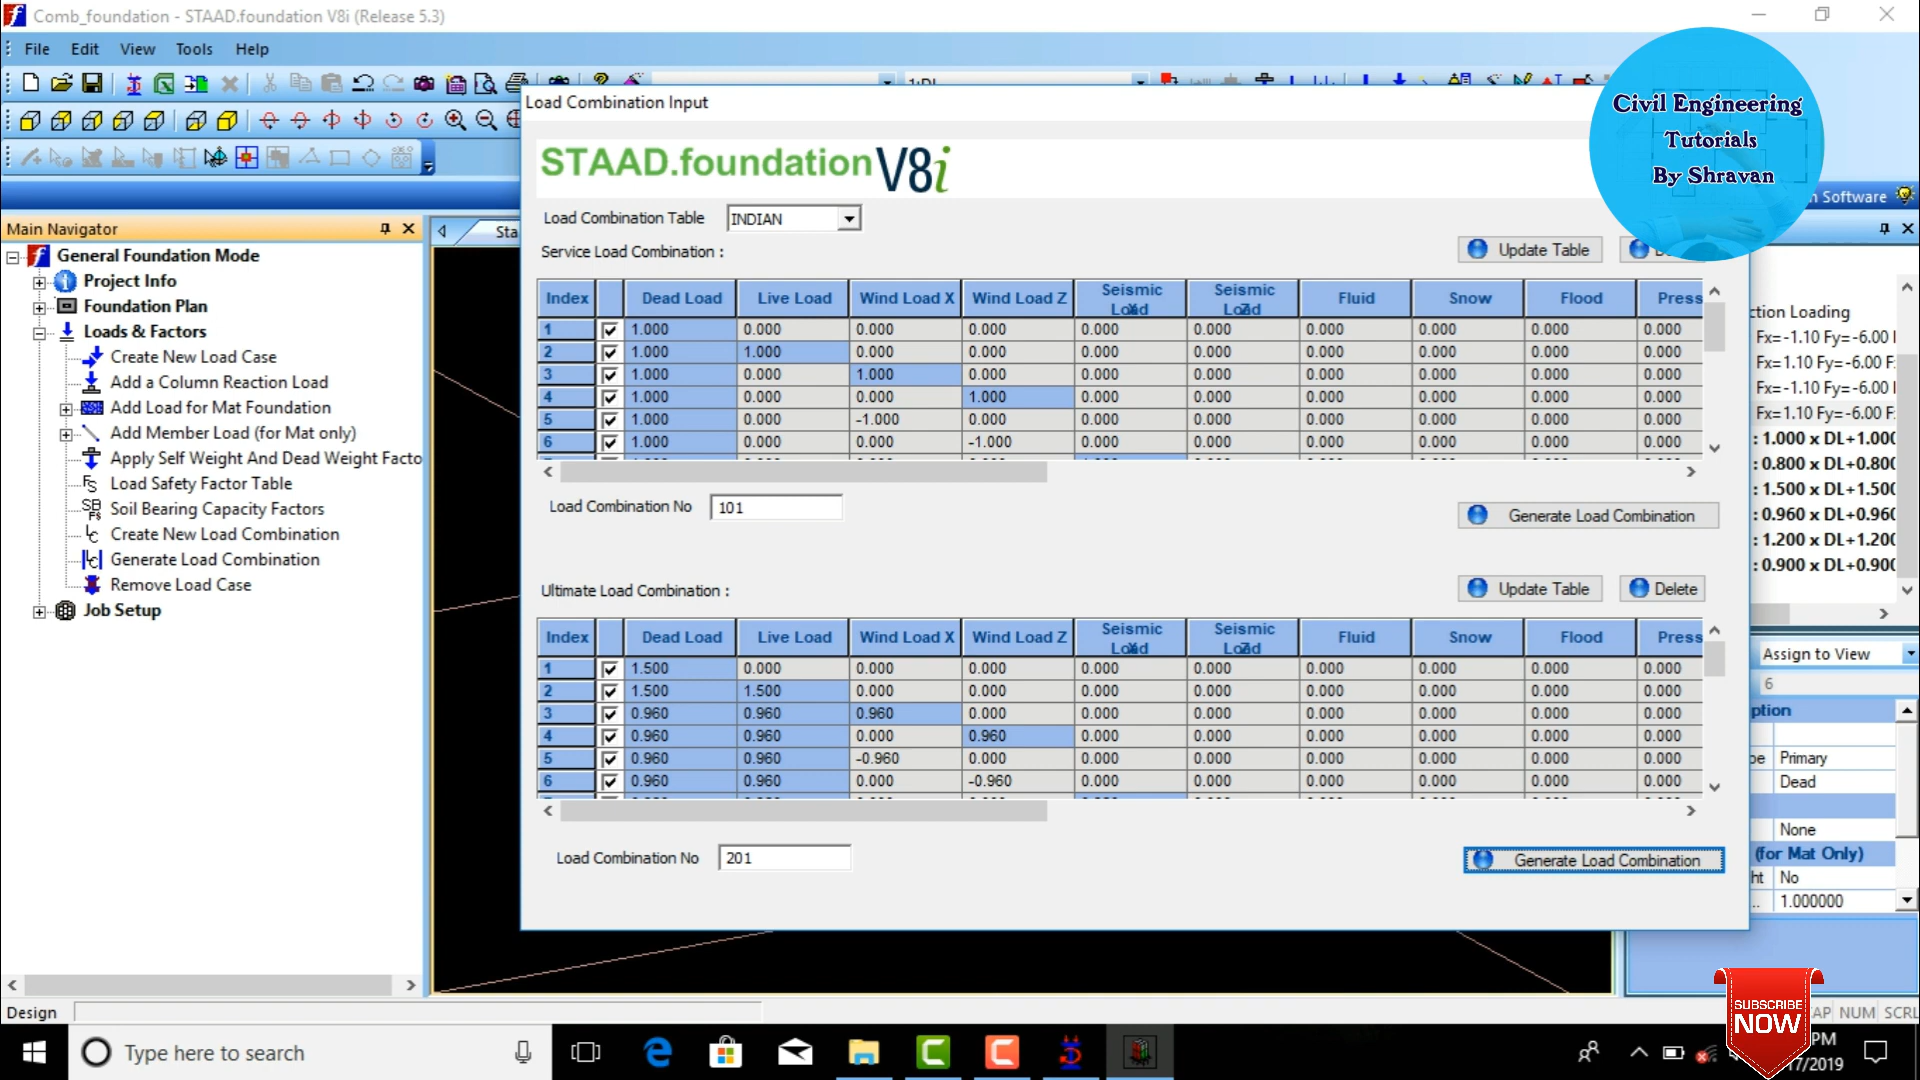 Comb_foundation - STAAD.foundation V8i (Release 5.3)
File Edit View Tools Help
Load Combination Input
Civil Engineering
Tutorials
By Shravan
STAAD.foundation V8i
Software
Load Combination Table INDIAN
Service Load Combination :
Update Table
Index Dead Load Live Load Wind Load X Wind Load Z Seismic Load Seismic Load Fluid Snow Flood Press
1 1.000 0.000 0.000 0.000 0.000 0.000 0.000 0.000 0.000 0.000
2 1.000 1.000 0.000 0.000 0.000 0.000 0.000 0.000 0.000 0.000
3 1.000 0.000 1.000 0.000 0.000 0.000 0.000 0.000 0.000 0.000
4 1.000 0.000 0.000 1.000 0.000 0.000 0.000 0.000 0.000 0.000
5 1.000 0.000 -1.000 0.000 0.000 0.000 0.000 0.000 0.000 0.000
6 1.000 0.000 0.000 -1.000 0.000 0.000 0.000 0.000 0.000 0.000
Load Combination No 101
Generate Load Combination
Ultimate Load Combination :
Update Table Delete
Index Dead Load Live Load Wind Load X Wind Load Z Seismic Load Seismic Load Fluid Snow Flood Press
1 1.500 0.000 0.000 0.000 0.000 0.000 0.000 0.000 0.000 0.000
2 1.500 1.500 0.000 0.000 0.000 0.000 0.000 0.000 0.000 0.000
3 0.960 0.960 0.960 0.000 0.000 0.000 0.000 0.000 0.000 0.000
4 0.960 0.960 0.000 0.960 0.000 0.000 0.000 0.000 0.000 0.000
5 0.960 0.960 -0.960 0.000 0.000 0.000 0.000 0.000 0.000 0.000
6 0.960 0.960 0.000 -0.960 0.000 0.000 0.000 0.000 0.000 0.000
Load Combination No 201
Generate Load Combination
Main Navigator
General Foundation Mode
Project Info
Foundation Plan
Loads & Factors
Create New Load Case
Add a Column Reaction Load
Add Load for Mat Foundation
Add Member Load (for Mat only)
Apply Self Weight And Dead Weight Facto
Load Safety Factor Table
Soil Bearing Capacity Factors
Create New Load Combination
Generate Load Combination
Remove Load Case
Job Setup
Sta
ction Loading
Fx=-1.10 Fy=-6.00
Fx=1.10 Fy=-6.00 F
Fx=-1.10 Fy=-6.00
Fx=1.10 Fy=-6.00 F
: 1.000 x DL+1.000
: 0.800 x DL+0.800
: 1.500 x DL+1.500
: 0.960 x DL+0.960
: 1.200 x DL+1.200
: 0.900 x DL+0.900
Assign to View
6
ption
pe Primary
Dead
None
(for Mat Only)
ht No
.. 1.000000
Design
AP NUM SCRL
SUBSCRIBE
NOW
Type here to search
PM
17/2019